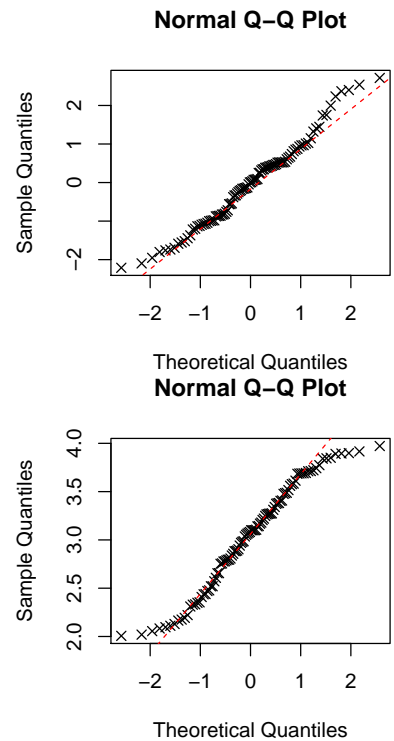 Normal Q−Q Plot
Sample Quantiles
2
1
0
−2
−2 −1 0 1 2
Theoretical Quantiles
Normal Q−Q Plot
Sample Quantiles
4.0
3.5
3.0
2.5
2.0
−2 −1 0 1 2
Theoretical Quantiles